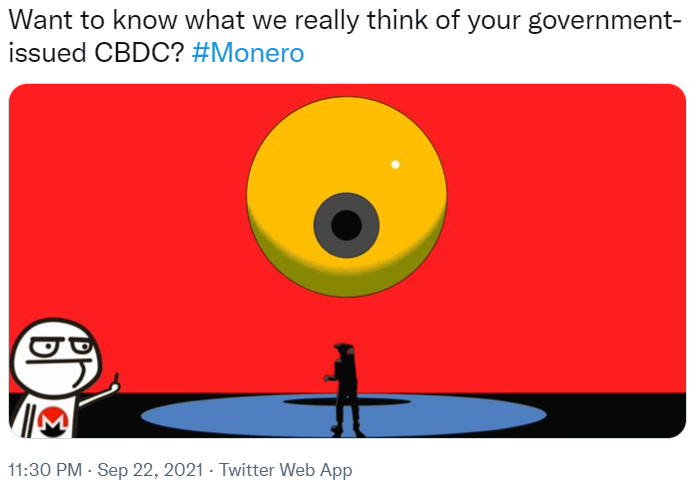 Want to know what we really think of your government-
issued CBDC? #Monero
11:30 PM · Sep 22, 2021 · Twitter Web App